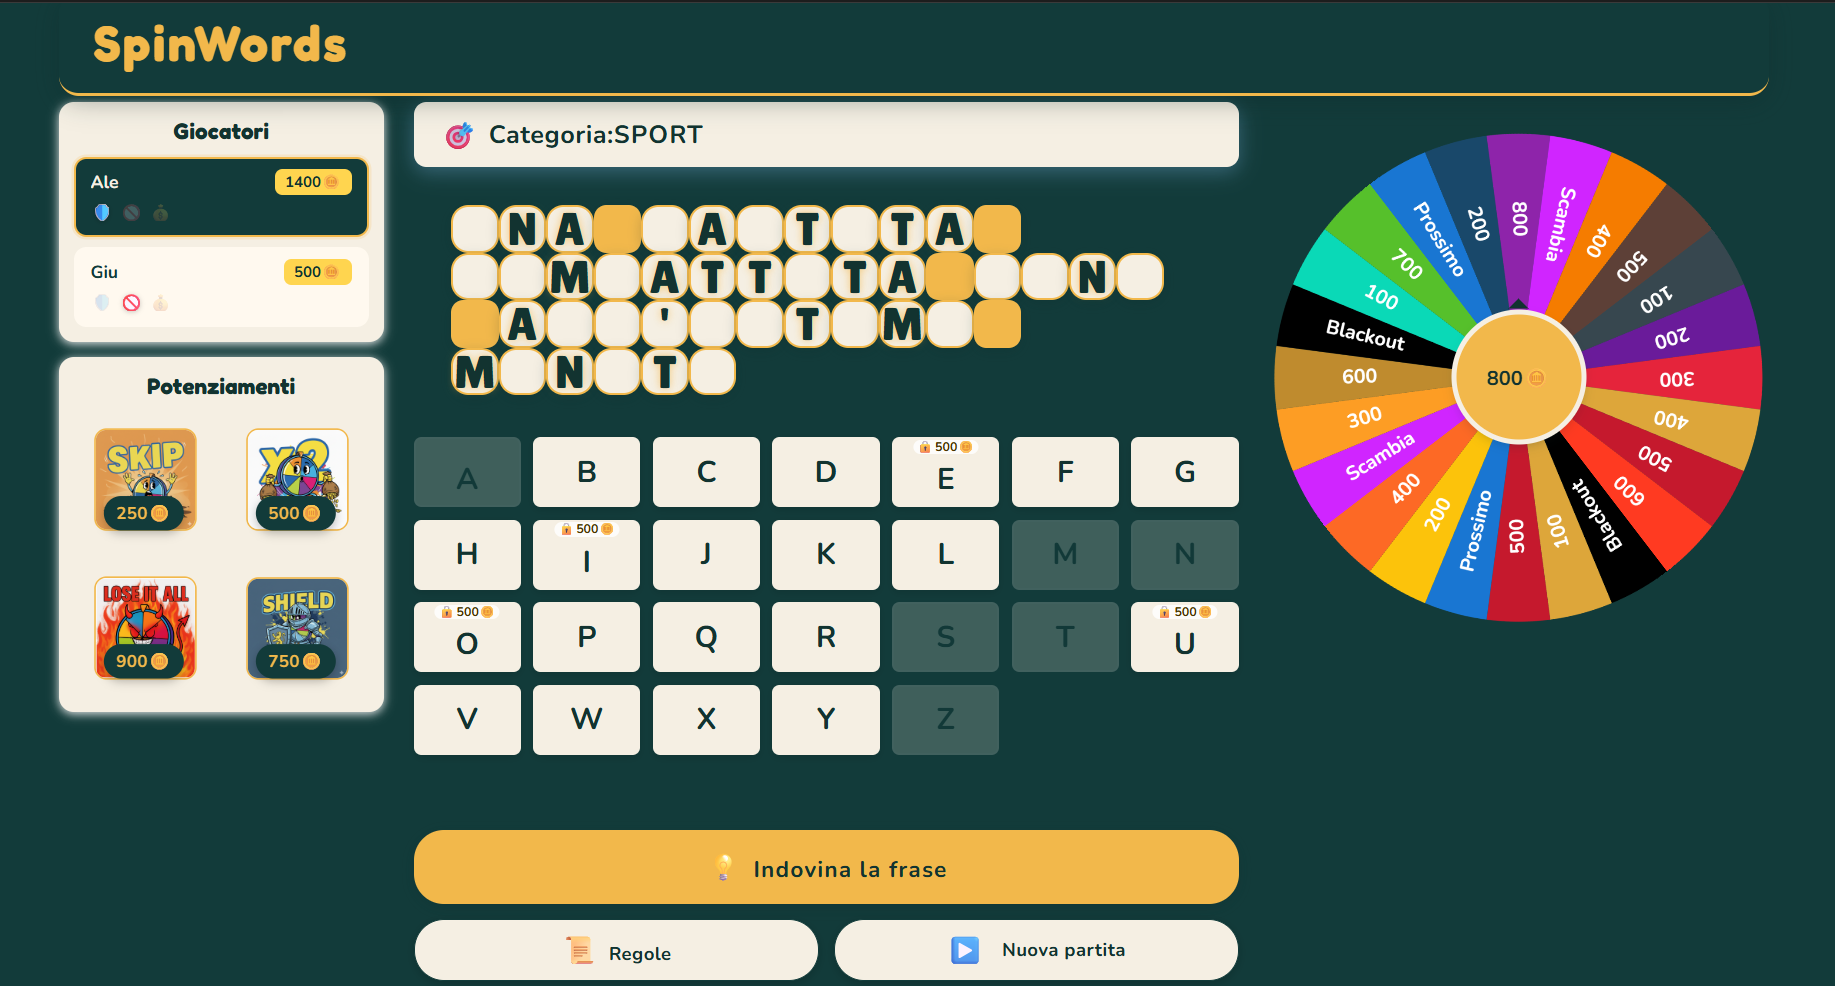 SpinWords
Giocatori
Ale 1400
Giu 500
Potenziamenti
SKIP
250
X2
500
LOSE IT ALL
900
SHIELD
750
Categoria:SPORT
N A A T T A
M A T T T A N
A ' T M
M N T
A B C D 500 E F G
H 500 I J K L M N
500 O P Q R S T 500 U
V W X Y Z
Indovina la frase
Regole
Nuova partita
800
Scambia
400
500
100
200
300
400
500
600
Blackout
100
500
Prossimo
200
400
Scambia
300
600
Blackout
100
700
Prossimo
200
800